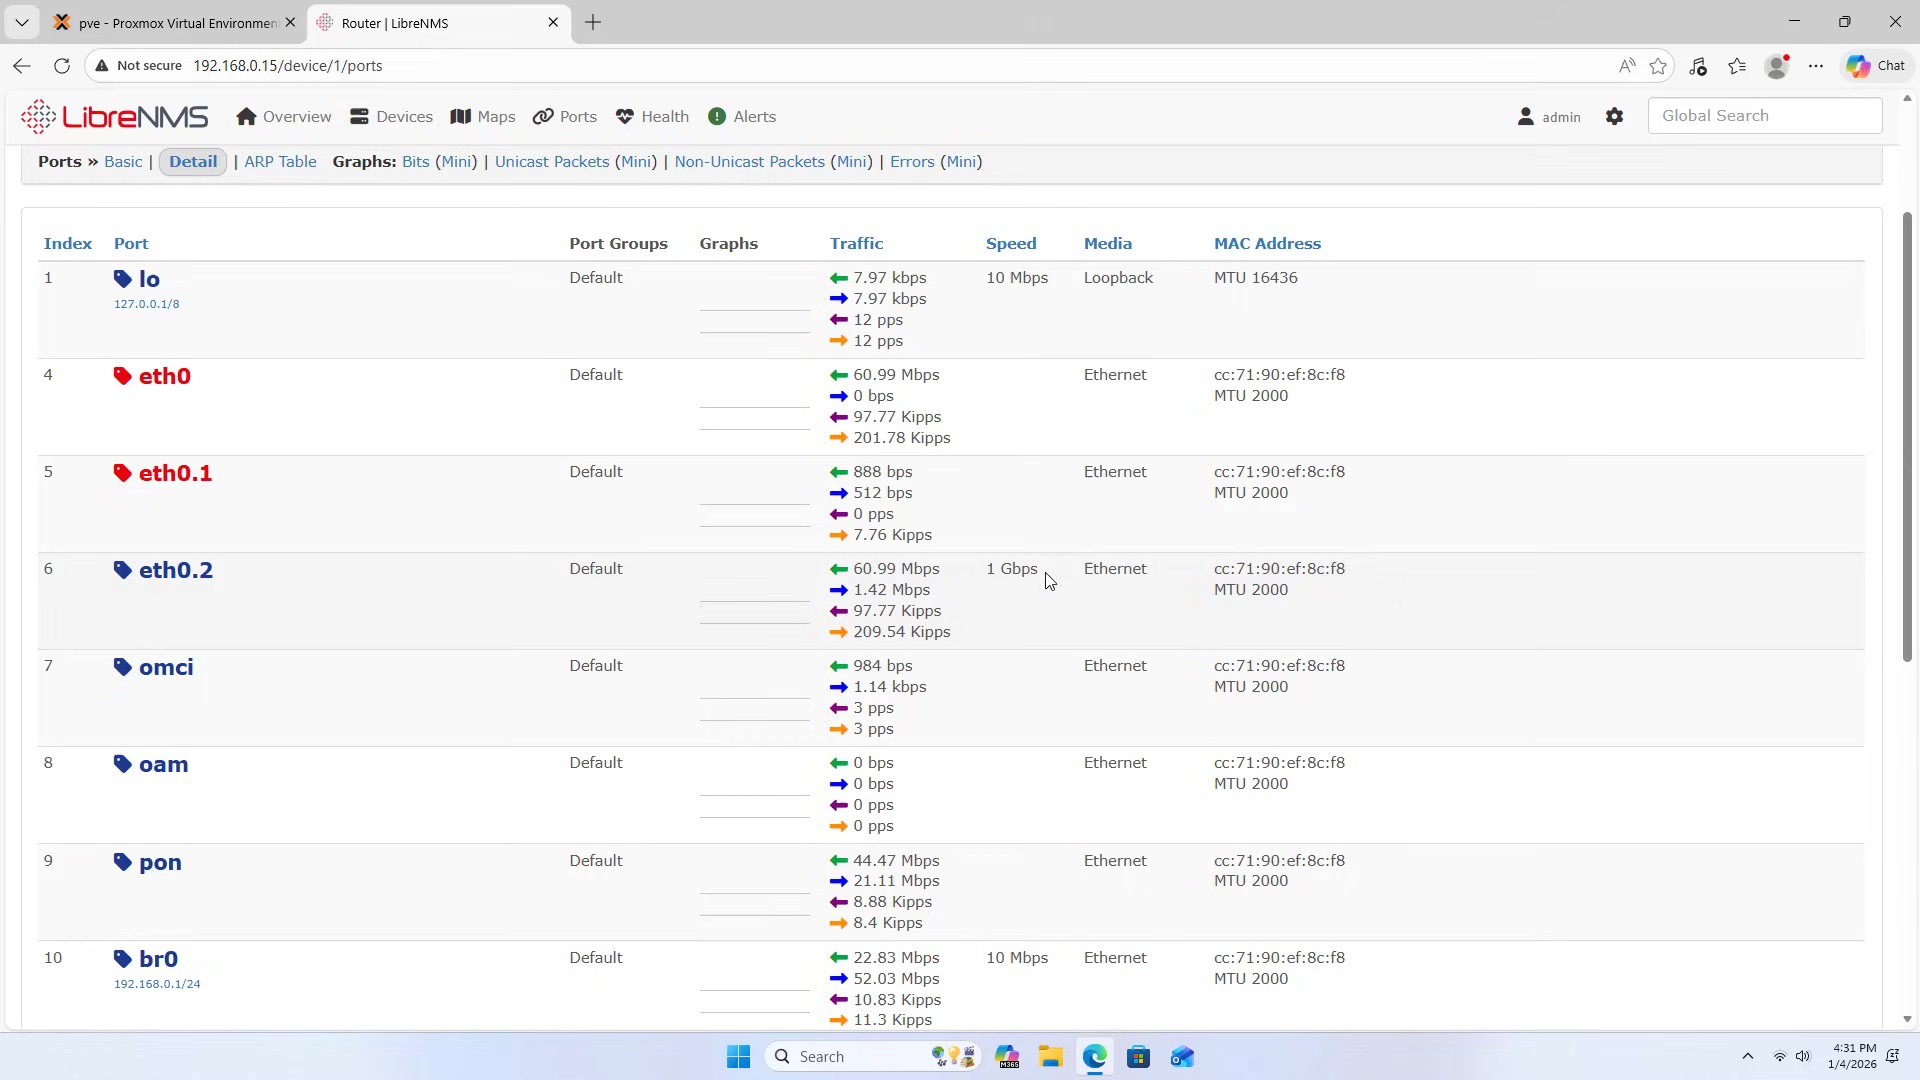 pve - Proxmox Virtual Environmen
Router | LibreNMS
Not secure 192.168.0.15/device/1/ports
Chat
LibreNMS Overview Devices Maps Ports Health Alerts admin Global Search
Ports » Basic | Detail | ARP Table Graphs: Bits (Mini) | Unicast Packets (Mini) | Non-Unicast Packets (Mini) | Errors (Mini)
Index Port Port Groups Graphs Traffic Speed Media MAC Address
1 lo Default 7.97 kbps 10 Mbps Loopback MTU 16436
127.0.0.1/8 7.97 kbps
12 pps
12 pps
4 eth0 Default 60.99 Mbps Ethernet cc:71:90:ef:8c:f8
0 bps MTU 2000
97.77 Kipps
201.78 Kipps
5 eth0.1 Default 888 bps Ethernet cc:71:90:ef:8c:f8
512 bps MTU 2000
0 pps
7.76 Kipps
6 eth0.2 Default 60.99 Mbps 1 Gbps Ethernet cc:71:90:ef:8c:f8
1.42 Mbps MTU 2000
97.77 Kipps
209.54 Kipps
7 omci Default 984 bps Ethernet cc:71:90:ef:8c:f8
1.14 kbps MTU 2000
3 pps
3 pps
8 oam Default 0 bps Ethernet cc:71:90:ef:8c:f8
0 bps MTU 2000
0 pps
0 pps
9 pon Default 44.47 Mbps Ethernet cc:71:90:ef:8c:f8
21.11 Mbps MTU 2000
8.88 Kipps
8.4 Kipps
10 br0 Default 22.83 Mbps 10 Mbps Ethernet cc:71:90:ef:8c:f8
192.168.0.1/24 52.03 Mbps MTU 2000
10.83 Kipps
11.3 Kipps
Search
M365
4:31 PM
1/4/2026